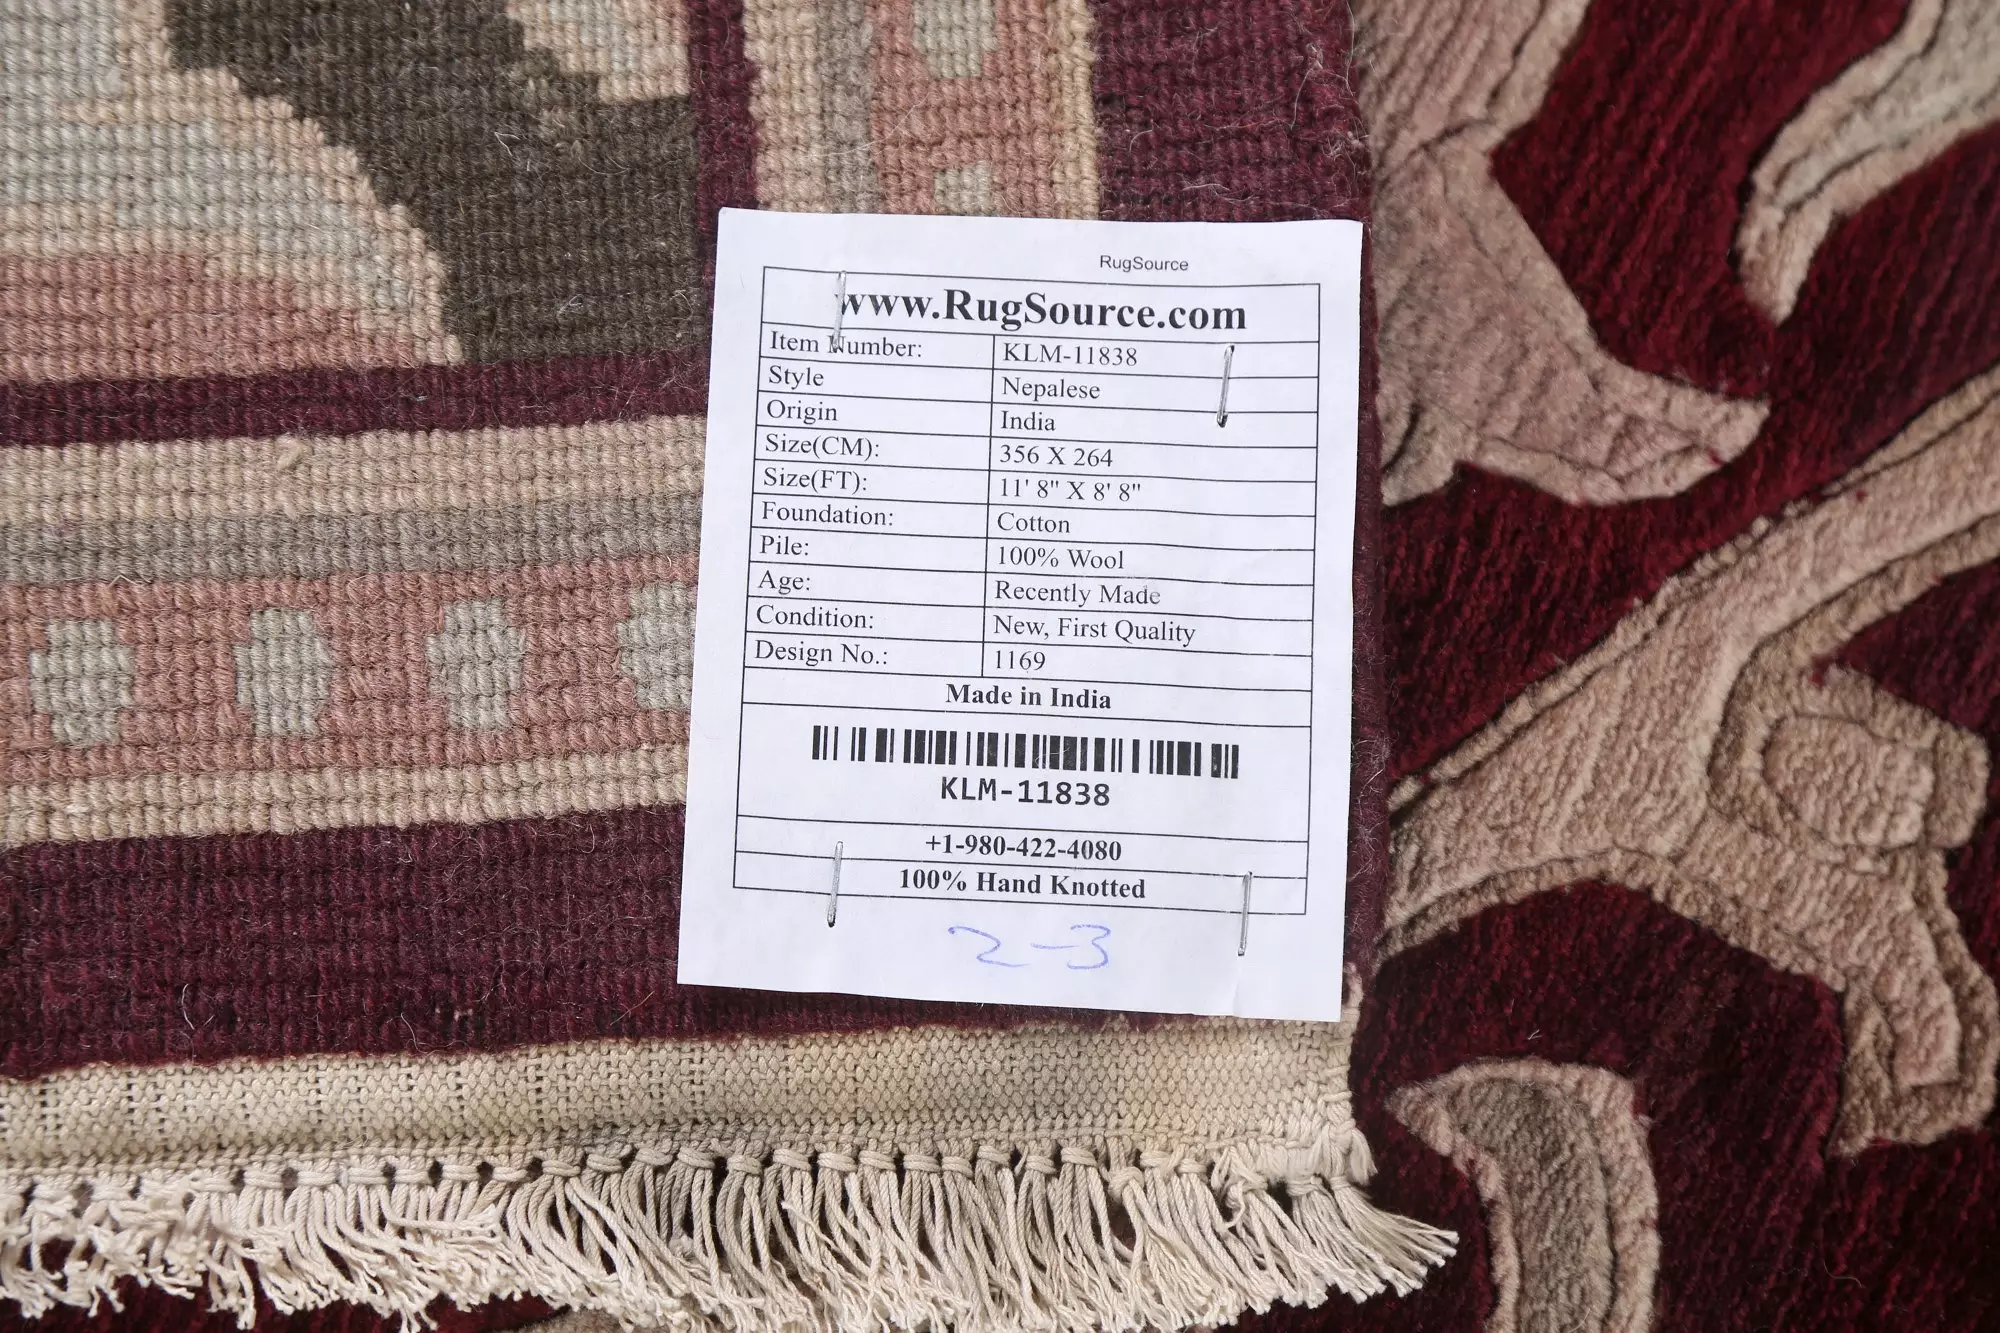 RugSource
www.RugSource.com
Item Number: KLM-11838
Style Nepalese
Origin India
Size(CM): 356 X 264
Size(FT): 11' 8" X 8' 8"
Foundation: Cotton
Pile: 100% Wool
Age: Recently Made
Condition: New, First Quality
Design No.: 1169
Made in India
KLM-11838
+1-980-422-4080
100% Hand Knotted
2-3